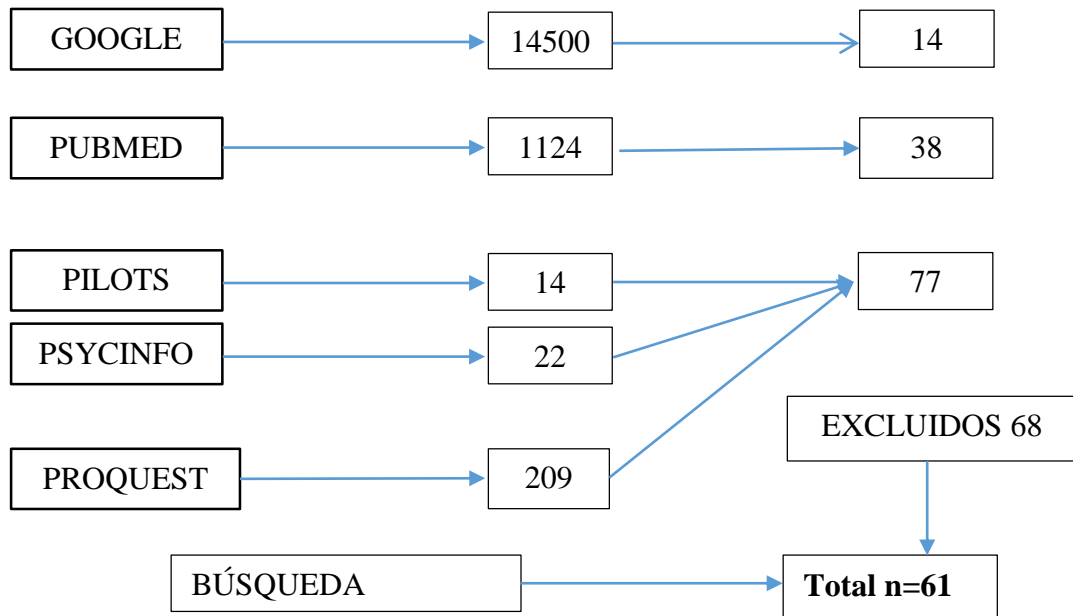 GOOGLE
14500
14
PUBMED
1124
38
PILOTS
14
77
PSYCINFO
22
EXCLUIDOS 68
PROQUEST
209
BÚSQUEDA
Total n=61